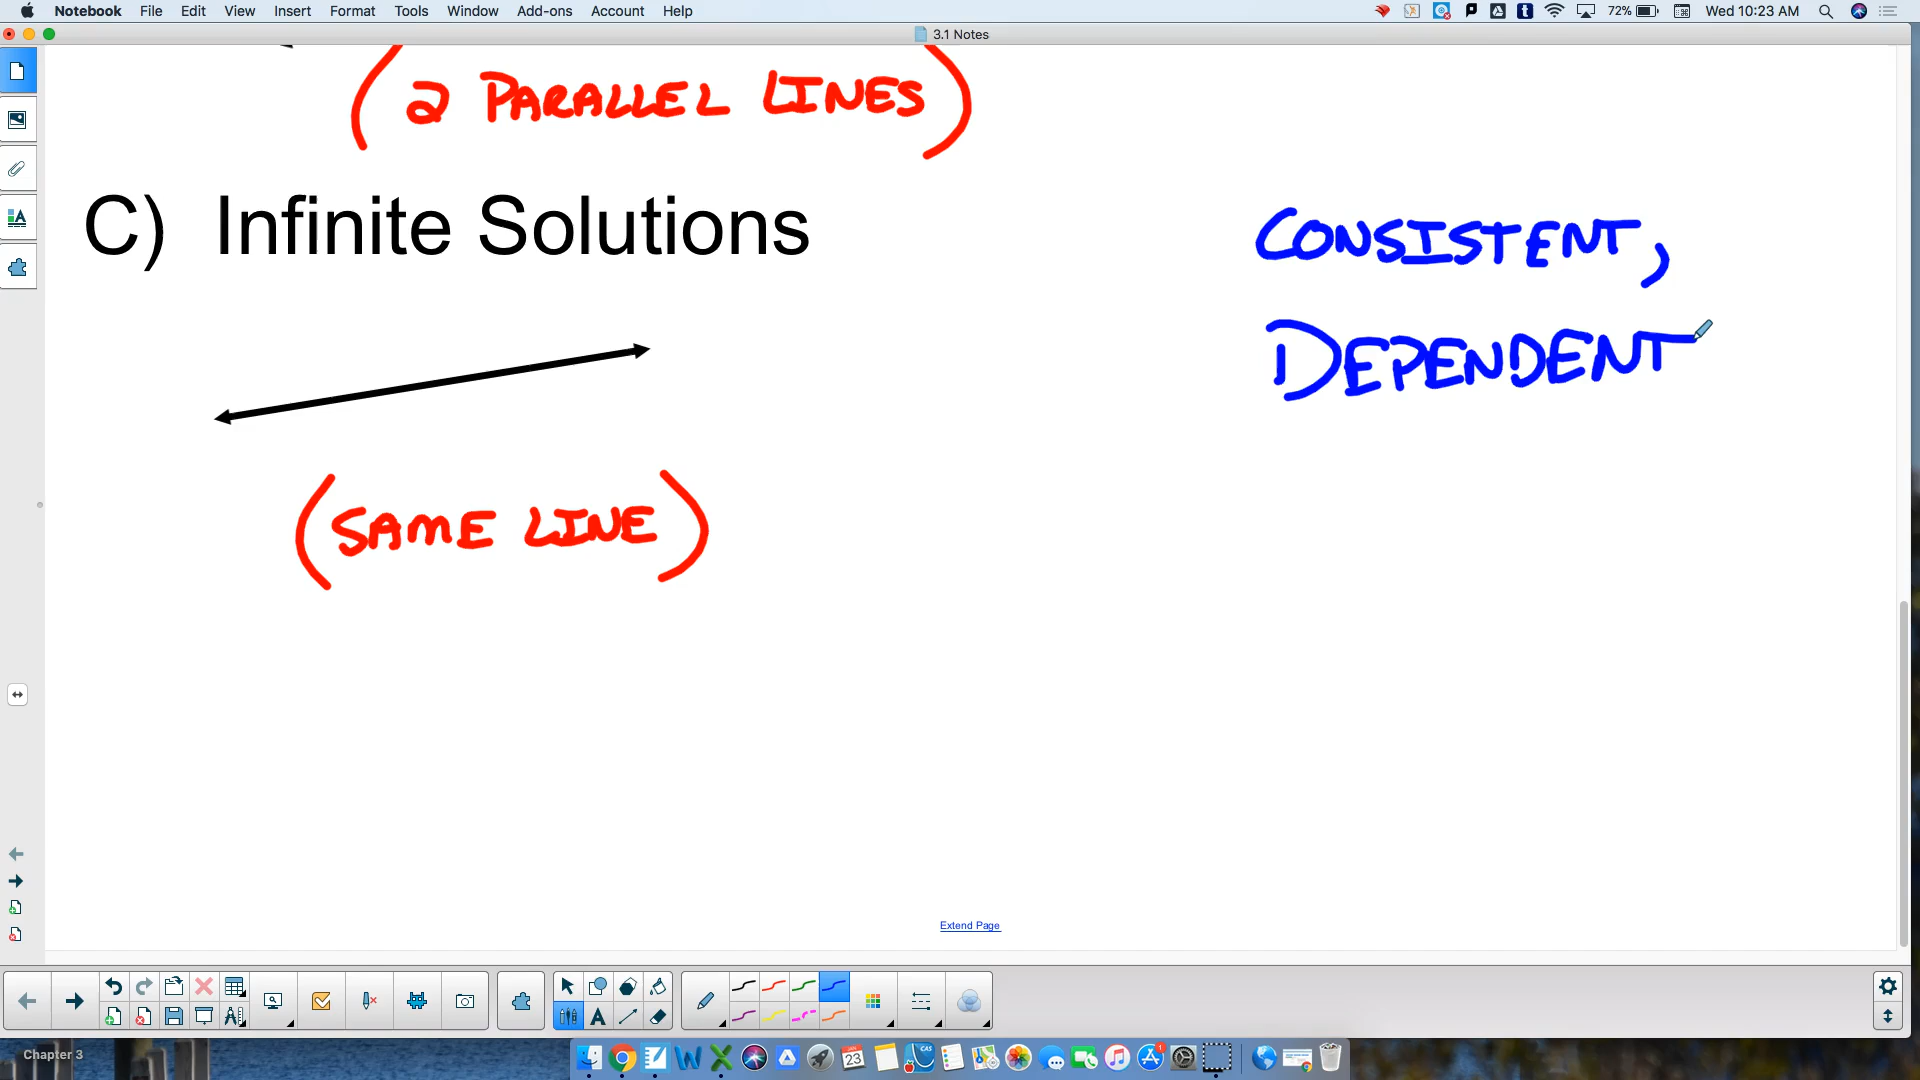 Notebook File Edit View Insert Format Tools Window Add-ons Account Help 72% Wed 10:23 AM
3.1 Notes
(2 PARALLEL LINES)
C) Infinite Solutions
CONSISTENT,
DEPENDENT
(SAME LINE)
Extend Page
Chapter 3